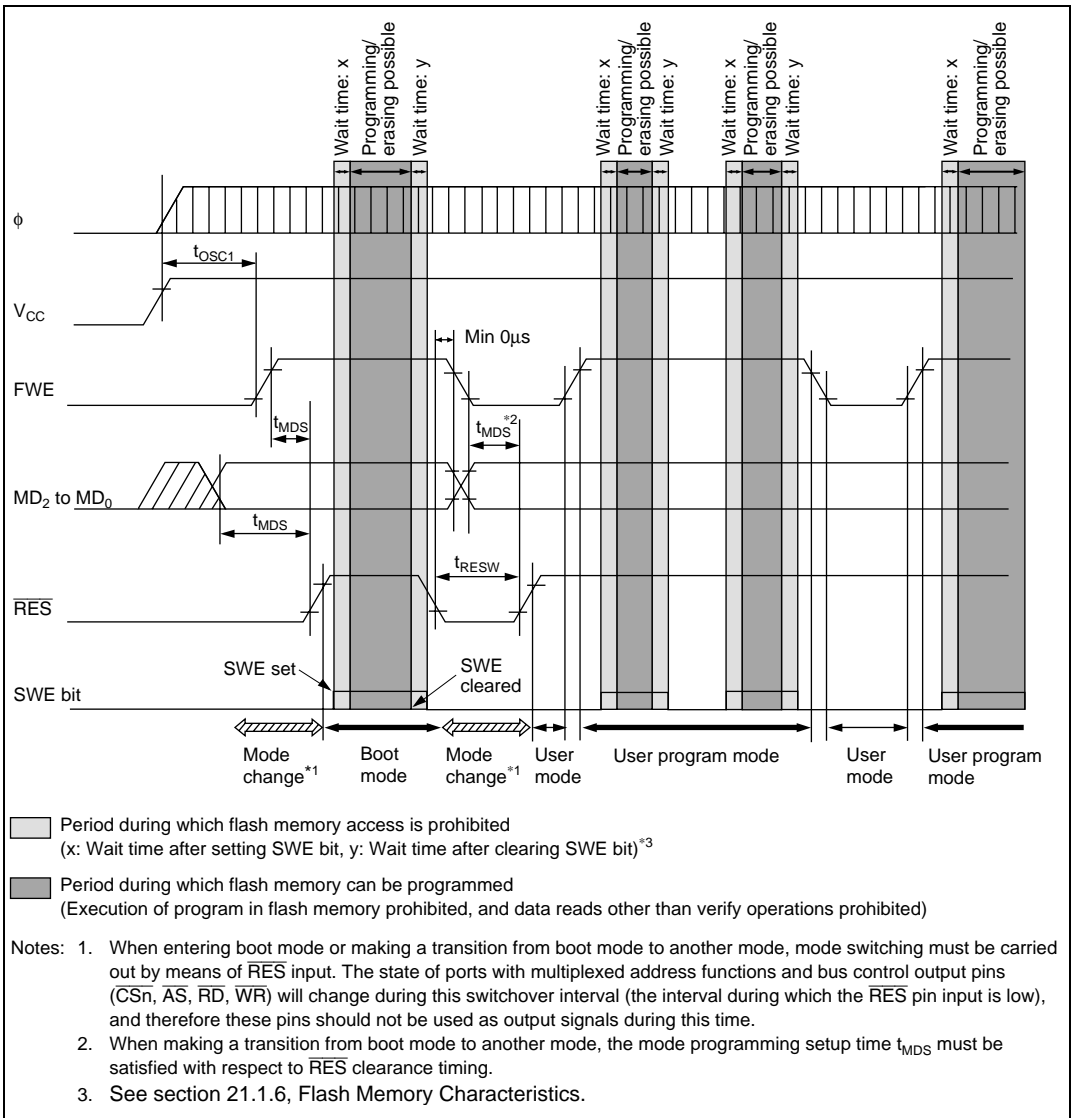 Wait time: x
Programming/
erasing possible
Wait time: y
Wait time: x
Programming/
erasing possible
Wait time: y
Wait time: x
Programming/
erasing possible
Wait time: y
Wait time: x
Programming/
erasing possible
ϕ
tOSC1
VCC
Min 0μs
FWE
tMDS
tMDS*2
MD2 to MD0
tMDS
tRESW
RES
SWE set
SWE
cleared
SWE bit
Mode
change*1
Boot
mode
Mode
change*1
User
mode
User program mode
User
mode
User program
mode
Period during which flash memory access is prohibited
(x: Wait time after setting SWE bit, y: Wait time after clearing SWE bit)*3
Period during which flash memory can be programmed
(Execution of program in flash memory prohibited, and data reads other than verify operations prohibited)
Notes: 1. When entering boot mode or making a transition from boot mode to another mode, mode switching must be carried
out by means of RES input. The state of ports with multiplexed address functions and bus control output pins
(CSn, AS, RD, WR) will change during this switchover interval (the interval during which the RES pin input is low),
and therefore these pins should not be used as output signals during this time.
2. When making a transition from boot mode to another mode, the mode programming setup time tMDS must be
satisfied with respect to RES clearance timing.
3. See section 21.1.6, Flash Memory Characteristics.